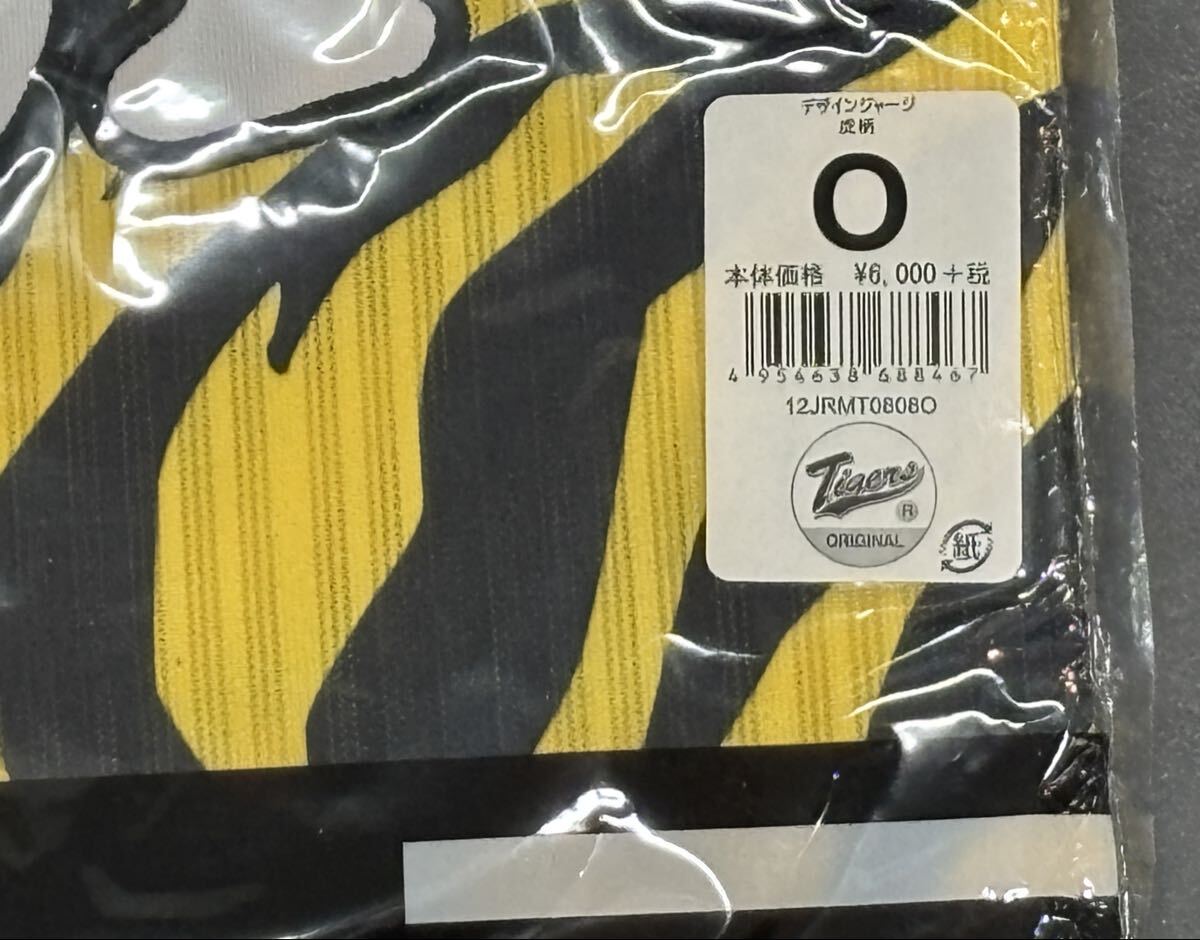 デザインジャージ
虎柄
O
本体価格 ¥6,000+税
4 954638 688467
12JRMT0808O
Tigers
®
ORIGINAL
紙